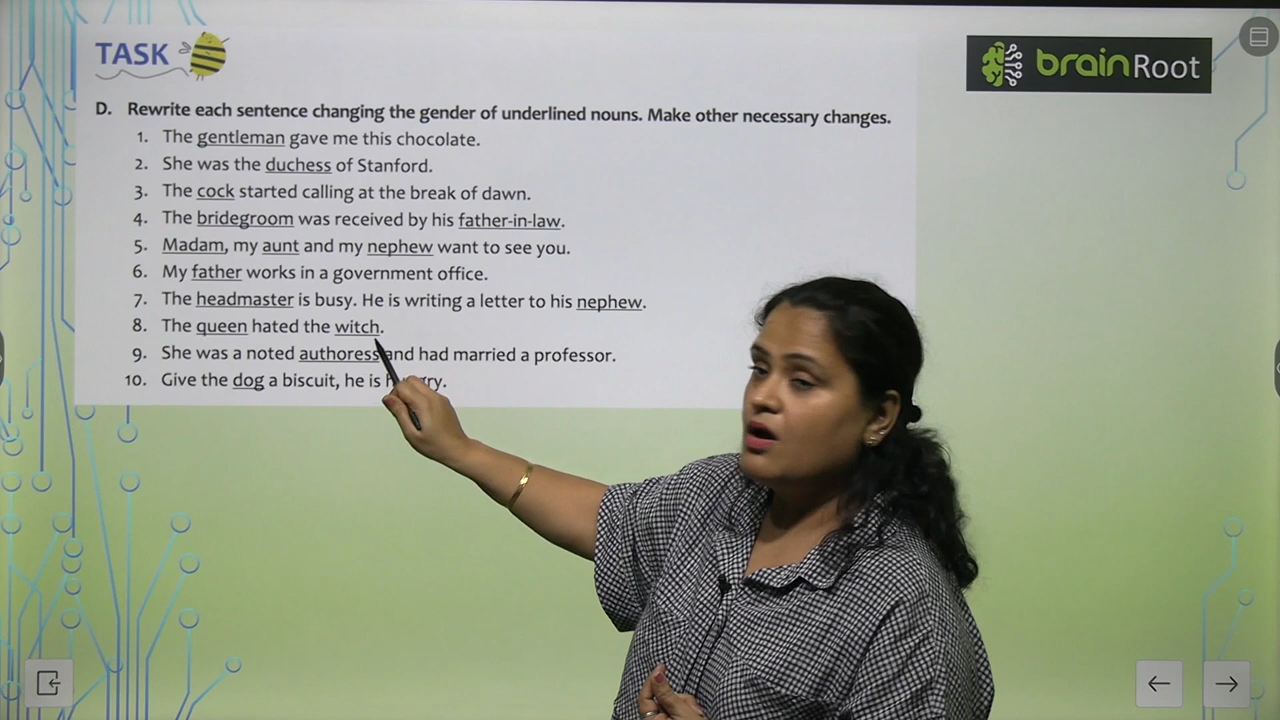 TASK
brainRoot
D. Rewrite each sentence changing the gender of underlined nouns. Make other necessary changes.
1. The gentleman gave me this chocolate.
2. She was the duchess of Stanford.
3. The cock started calling at the break of dawn.
4. The bridegroom was received by his father-in-law.
5. Madam, my aunt and my nephew want to see you.
6. My father works in a government office.
7. The headmaster is busy. He is writing a letter to his nephew.
8. The queen hated the witch.
9. She was a noted authoress and had married a professor.
10. Give the dog a biscuit, he is